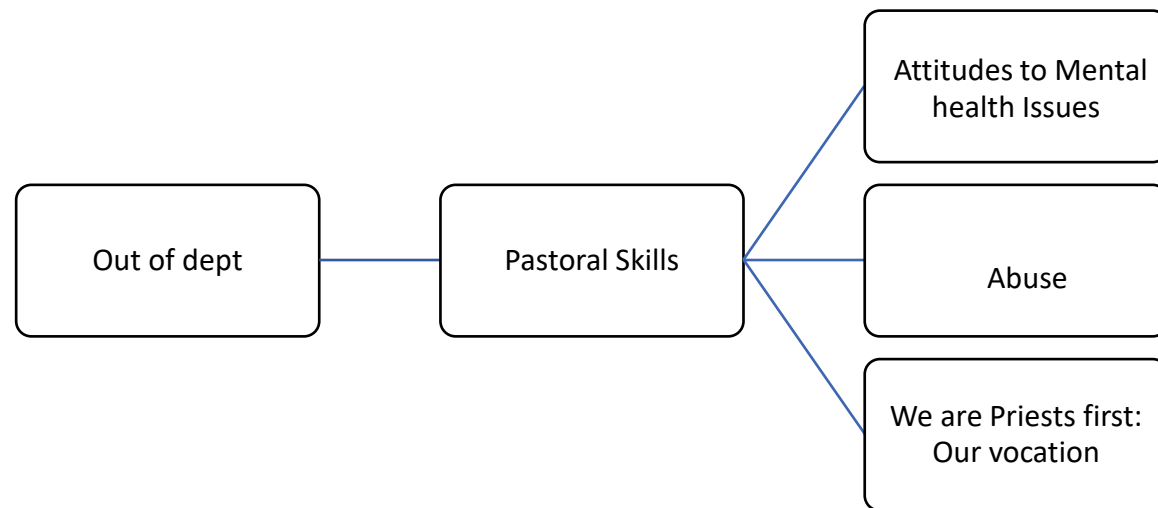 Out of dept
Pastoral Skills
Attitudes to Mental
health Issues
Abuse
We are Priests first:
Our vocation